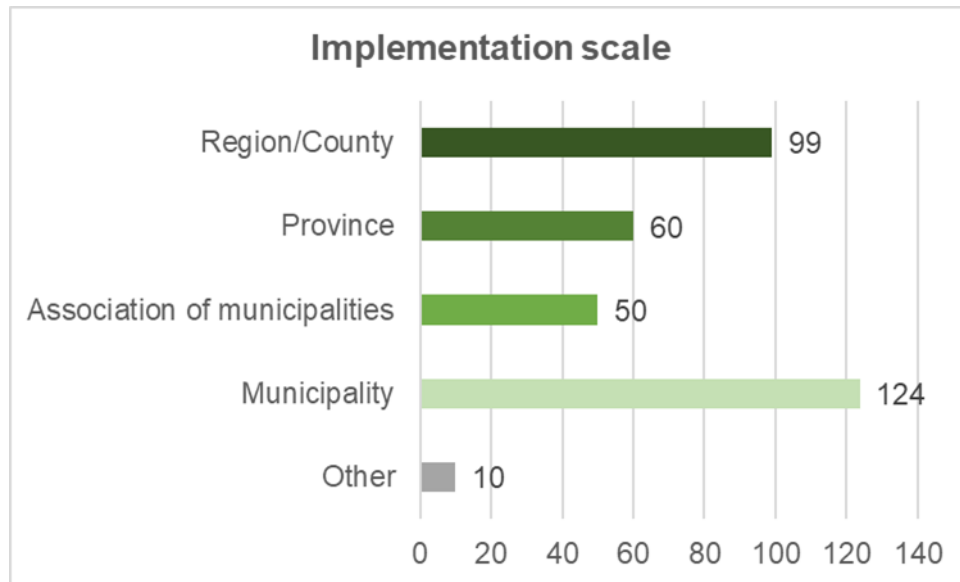 Implementation scale
Region/County 99
Province 60
Association of municipalities 50
Municipality 124
Other 10
0 20 40 60 80 100 120 140